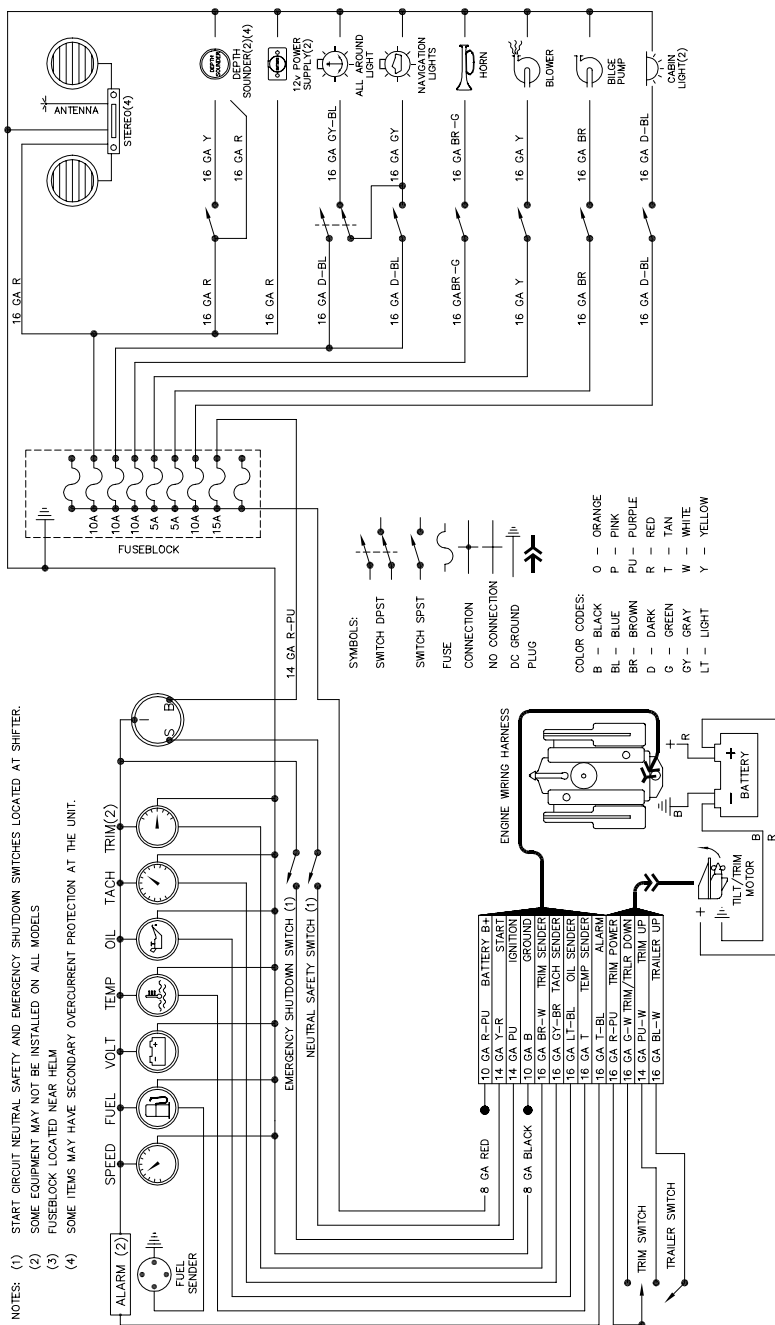 NOTES: (1) START CIRCUIT NEUTRAL SAFETY AND EMERGENCY SHUTDOWN SWITCHES LOCATED AT SHIFTER.
(2) SOME EQUIPMENT MAY NOT BE INSTALLED ON ALL MODELS
(3) FUSEBLOCK LOCATED NEAR HELM
(4) SOME ITEMS MAY HAVE SECONDARY OVERCURRENT PROTECTION AT THE UNIT.
ALARM (2)
SPEED
FUEL
VOLT
TEMP
OIL
TACH
TRIM(2)
I
S
B
FUEL
SENDER
14 GA R-PU
EMERGENCY SHUTDOWN SWITCH (1)
NEUTRAL SAFETY SWITCH (1)
FUSEBLOCK
10A
10A
10A
5A
5A
10A
15A
ANTENNA
STEREO(4)
16 GA R
16 GA R
16 GA Y
16 GA R
DEPTH
SOUNDER
DEPTH
SOUNDER(2)(4)
16 GA R
12v POWER
SUPPLY(2)
16 GA D-BL
16 GA GY-BL
ALL AROUND
LIGHT
16 GA D-BL
16 GA GY
NAVIGATION
LIGHTS
16 GA BR-G
16 GA BR-G
HORN
16 GA Y
16 GA Y
BLOWER
16 GA BR
16 GA BR
BILGE
PUMP
16 GA D-BL
16 GA D-BL
CABIN
LIGHT(2)
SYMBOLS:
SWITCH DPST
SWITCH SPST
FUSE
CONNECTION
NO CONNECTION
DC GROUND
PLUG
COLOR CODES:
B - BLACK O - ORANGE
BL - BLUE P - PINK
BR - BROWN PU - PURPLE
D - DARK R - RED
G - GREEN T - TAN
GY - GRAY W - WHITE
LT - LIGHT Y - YELLOW
ENGINE WIRING HARNESS
8 GA RED
8 GA BLACK
10 GA R-PU BATTERY B+
14 GA Y-R START
14 GA PU IGNITION
10 GA B GROUND
16 GA BR-W TRIM SENDER
16 GA GY-BR TACH SENDER
16 GA LT-BL OIL SENDER
16 GA T TEMP SENDER
16 GA T-BL ALARM
16 GA R-PU TRIM POWER
16 GA G-W TRIM/TRLR DOWN
14 GA PU-W TRIM UP
16 GA BL-W TRAILER UP
TRIM SWITCH
TRAILER SWITCH
TILT/TRIM
MOTOR
+
B
R
B
+
R
- +
BATTERY